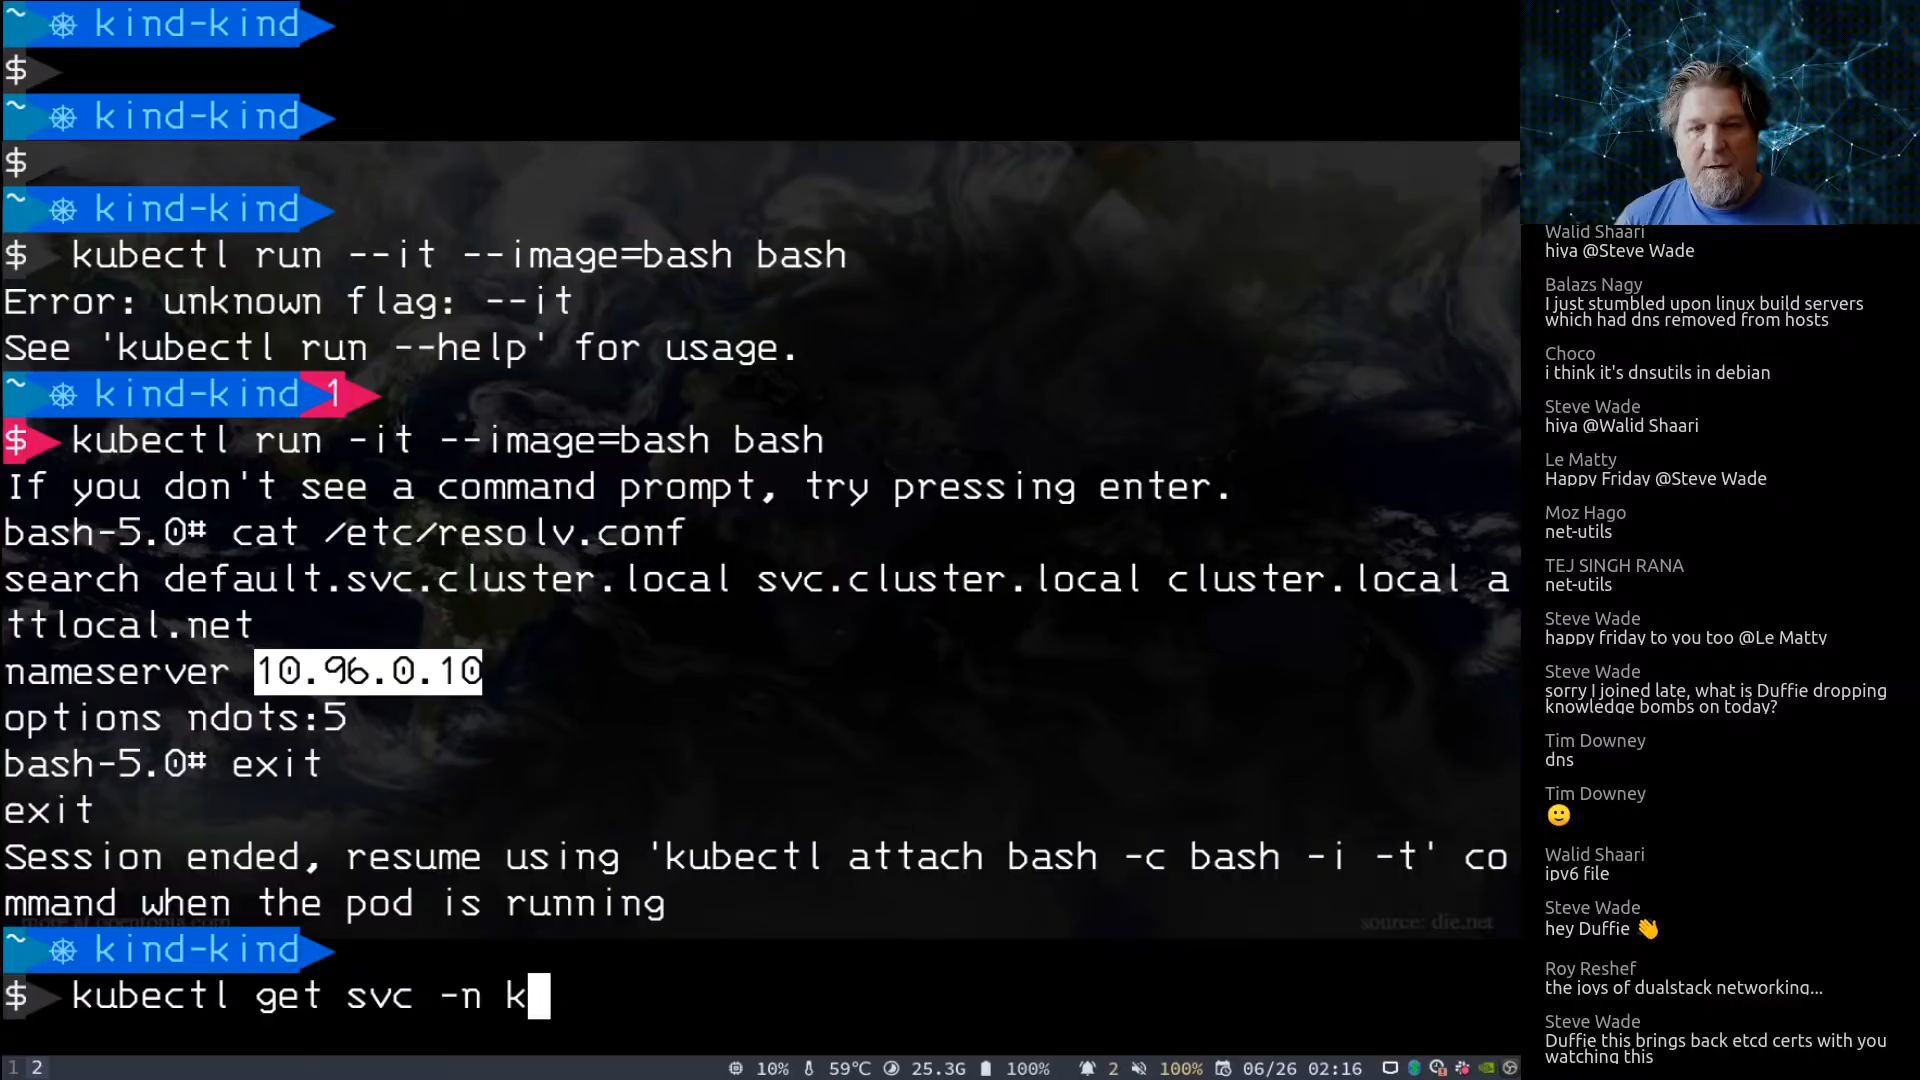 ~ kind-kind
$
~ kind-kind
$
~ kind-kind
$ kubectl run --it --image=bash bash
Error: unknown flag: --it
See 'kubectl run --help' for usage.
~ kind-kind 1
$ kubectl run -it --image=bash bash
If you don't see a command prompt, try pressing enter.
bash-5.0# cat /etc/resolv.conf
search default.svc.cluster.local svc.cluster.local cluster.local a
ttlocal.net
nameserver 10.96.0.10
options ndots:5
bash-5.0# exit
exit
Session ended, resume using 'kubectl attach bash -c bash -i -t' co
mmand when the pod is running
source: die.net
~ kind-kind
$ kubectl get svc -n k
1 2
10% 59°C 25.3G 100% 2 100% 06/26 02:16
Walid Shaari
hiya @Steve Wade
Balazs Nagy
I just stumbled upon linux build servers
which had dns removed from hosts
Choco
i think it's dnsutils in debian
Steve Wade
hiya @Walid Shaari
Le Matty
Happy Friday @Steve Wade
Moz Hago
net-utils
TEJ SINGH RANA
net-utils
Steve Wade
happy friday to you too @Le Matty
Steve Wade
sorry I joined late, what is Duffie dropping
knowledge bombs on today?
Tim Downey
dns
Tim Downey
🙂
Walid Shaari
ipv6 file
Steve Wade
hey Duffie 👋
Roy Reshef
the joys of dualstack networking...
Steve Wade
Duffie this brings back etcd certs with you
watching this